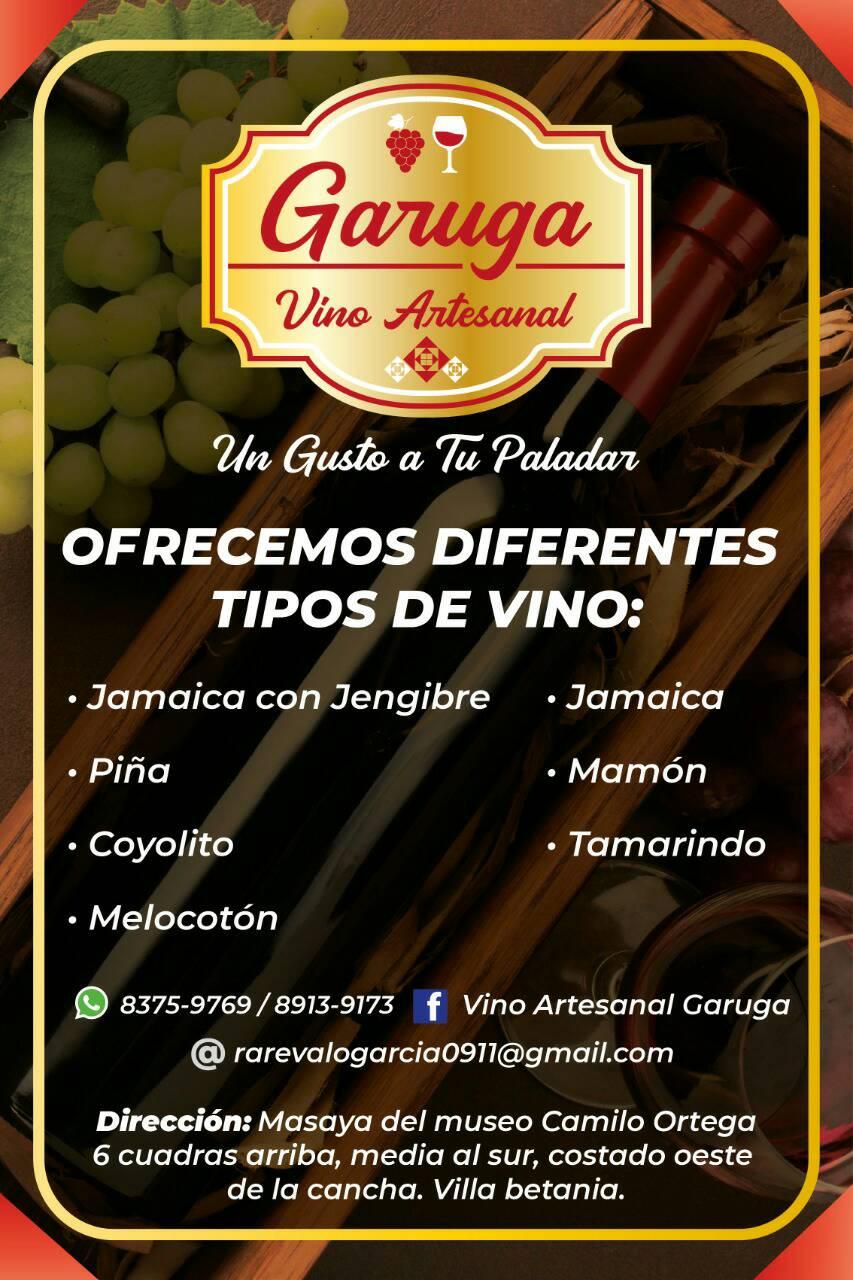 Garuga
Vino Artesanal
Un Gusto a Tu Paladar
OFRECEMOS DIFERENTES
TIPOS DE VINO:
• Jamaica con Jengibre
• Jamaica
• Piña
• Mamón
• Coyolito
• Tamarindo
• Melocotón
8375-9769 / 8913-9173 f Vino Artesanal Garuga
@ rarevalogarcia0911@gmail.com
Dirección: Masaya del museo Camilo Ortega
6 cuadras arriba, media al sur, costado oeste
de la cancha. Villa betania.